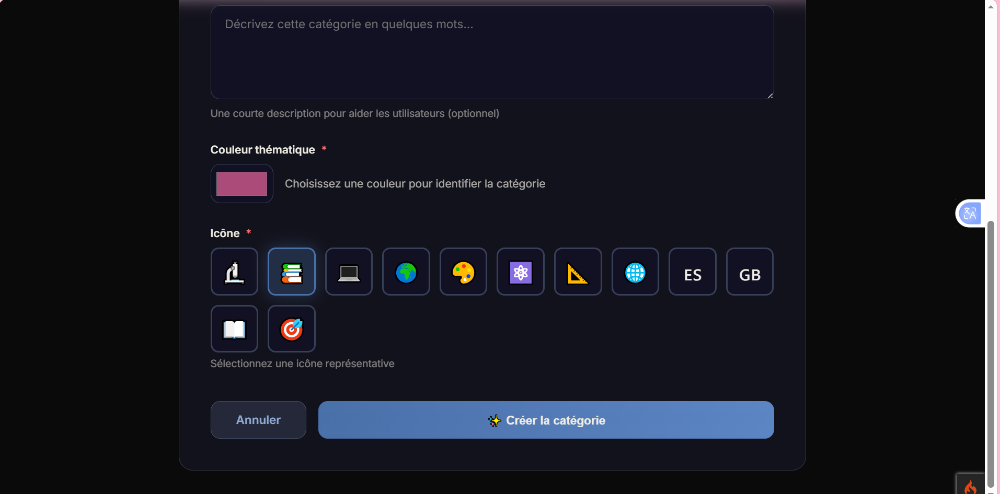 Décrivez cette catégorie en quelques mots...
Une courte description pour aider les utilisateurs (optionnel)
Couleur thématique *
Choisissez une couleur pour identifier la catégorie
Icône *
ES GB
Sélectionnez une icône représentative
Annuler
✨ Créer la catégorie